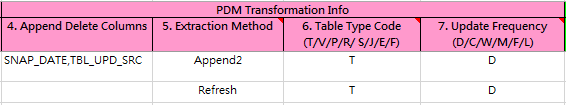 PDM Transformation Info
4. Append Delete Columns
5. Extraction Method
6. Table Type Code
(T/V/P/R/ S/J/E/F)
7. Update Frequency
(D/C/W/M/F/L)
SNAP_DATE,TBL_UPD_SRC
Append2
T
D
Refresh
T
D